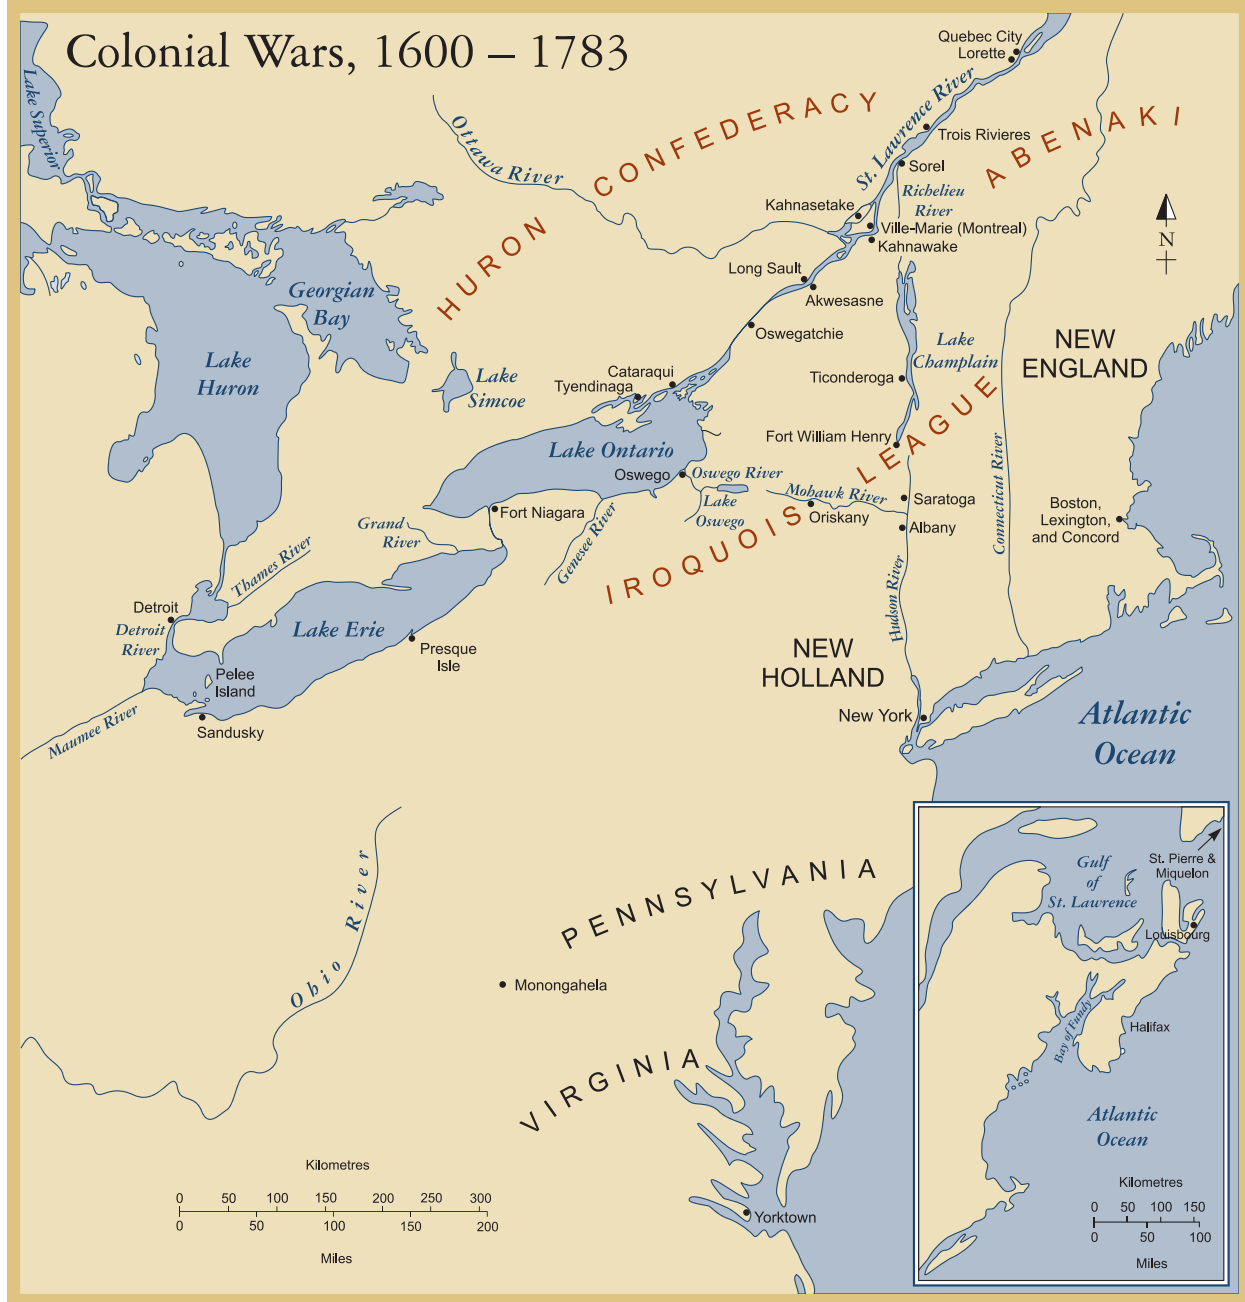 Colonial Wars, 1600 – 1783
Quebec City
Lorette
Lake Superior
Ottawa River
HURON CONFEDERACY
St. Lawrence River
Trois Rivieres
ABENAKI
Sorel
Richelieu
River
Kahnasetake
Ville-Marie (Montreal)
Kahnawake
N
Long Sault
Akwesasne
Georgian
Bay
Oswegatchie
Lake
Huron
Lake
Champlain
NEW
ENGLAND
Lake
Simcoe
Cataraqui
Tyendinaga
Ticonderoga
Fort William Henry
IROQUOIS LEAGUE
Lake Ontario
Oswego
Oswego River
Lake
Oswego
Mohawk River
Oriskany
Saratoga
Albany
Connecticut River
Boston,
Lexington,
and Concord
Fort Niagara
Grand
River
Genesee River
Thames River
Hudson River
Detroit
Detroit
River
Lake Erie
Presque
Isle
Pelee
Island
Sandusky
Maumee River
NEW
HOLLAND
New York
Atlantic
Ocean
Ohio River
PENNSYLVANIA
Monongahela
VIRGINIA
Yorktown
Kilometres
0 50 100 150 200 250 300
0 50 100 150 200
Miles
St. Pierre &
Miquelon
Gulf
of
St. Lawrence
Louisbourg
Bay of Fundy
Halifax
Atlantic
Ocean
Kilometres
0 50 100 150
0 50 100
Miles